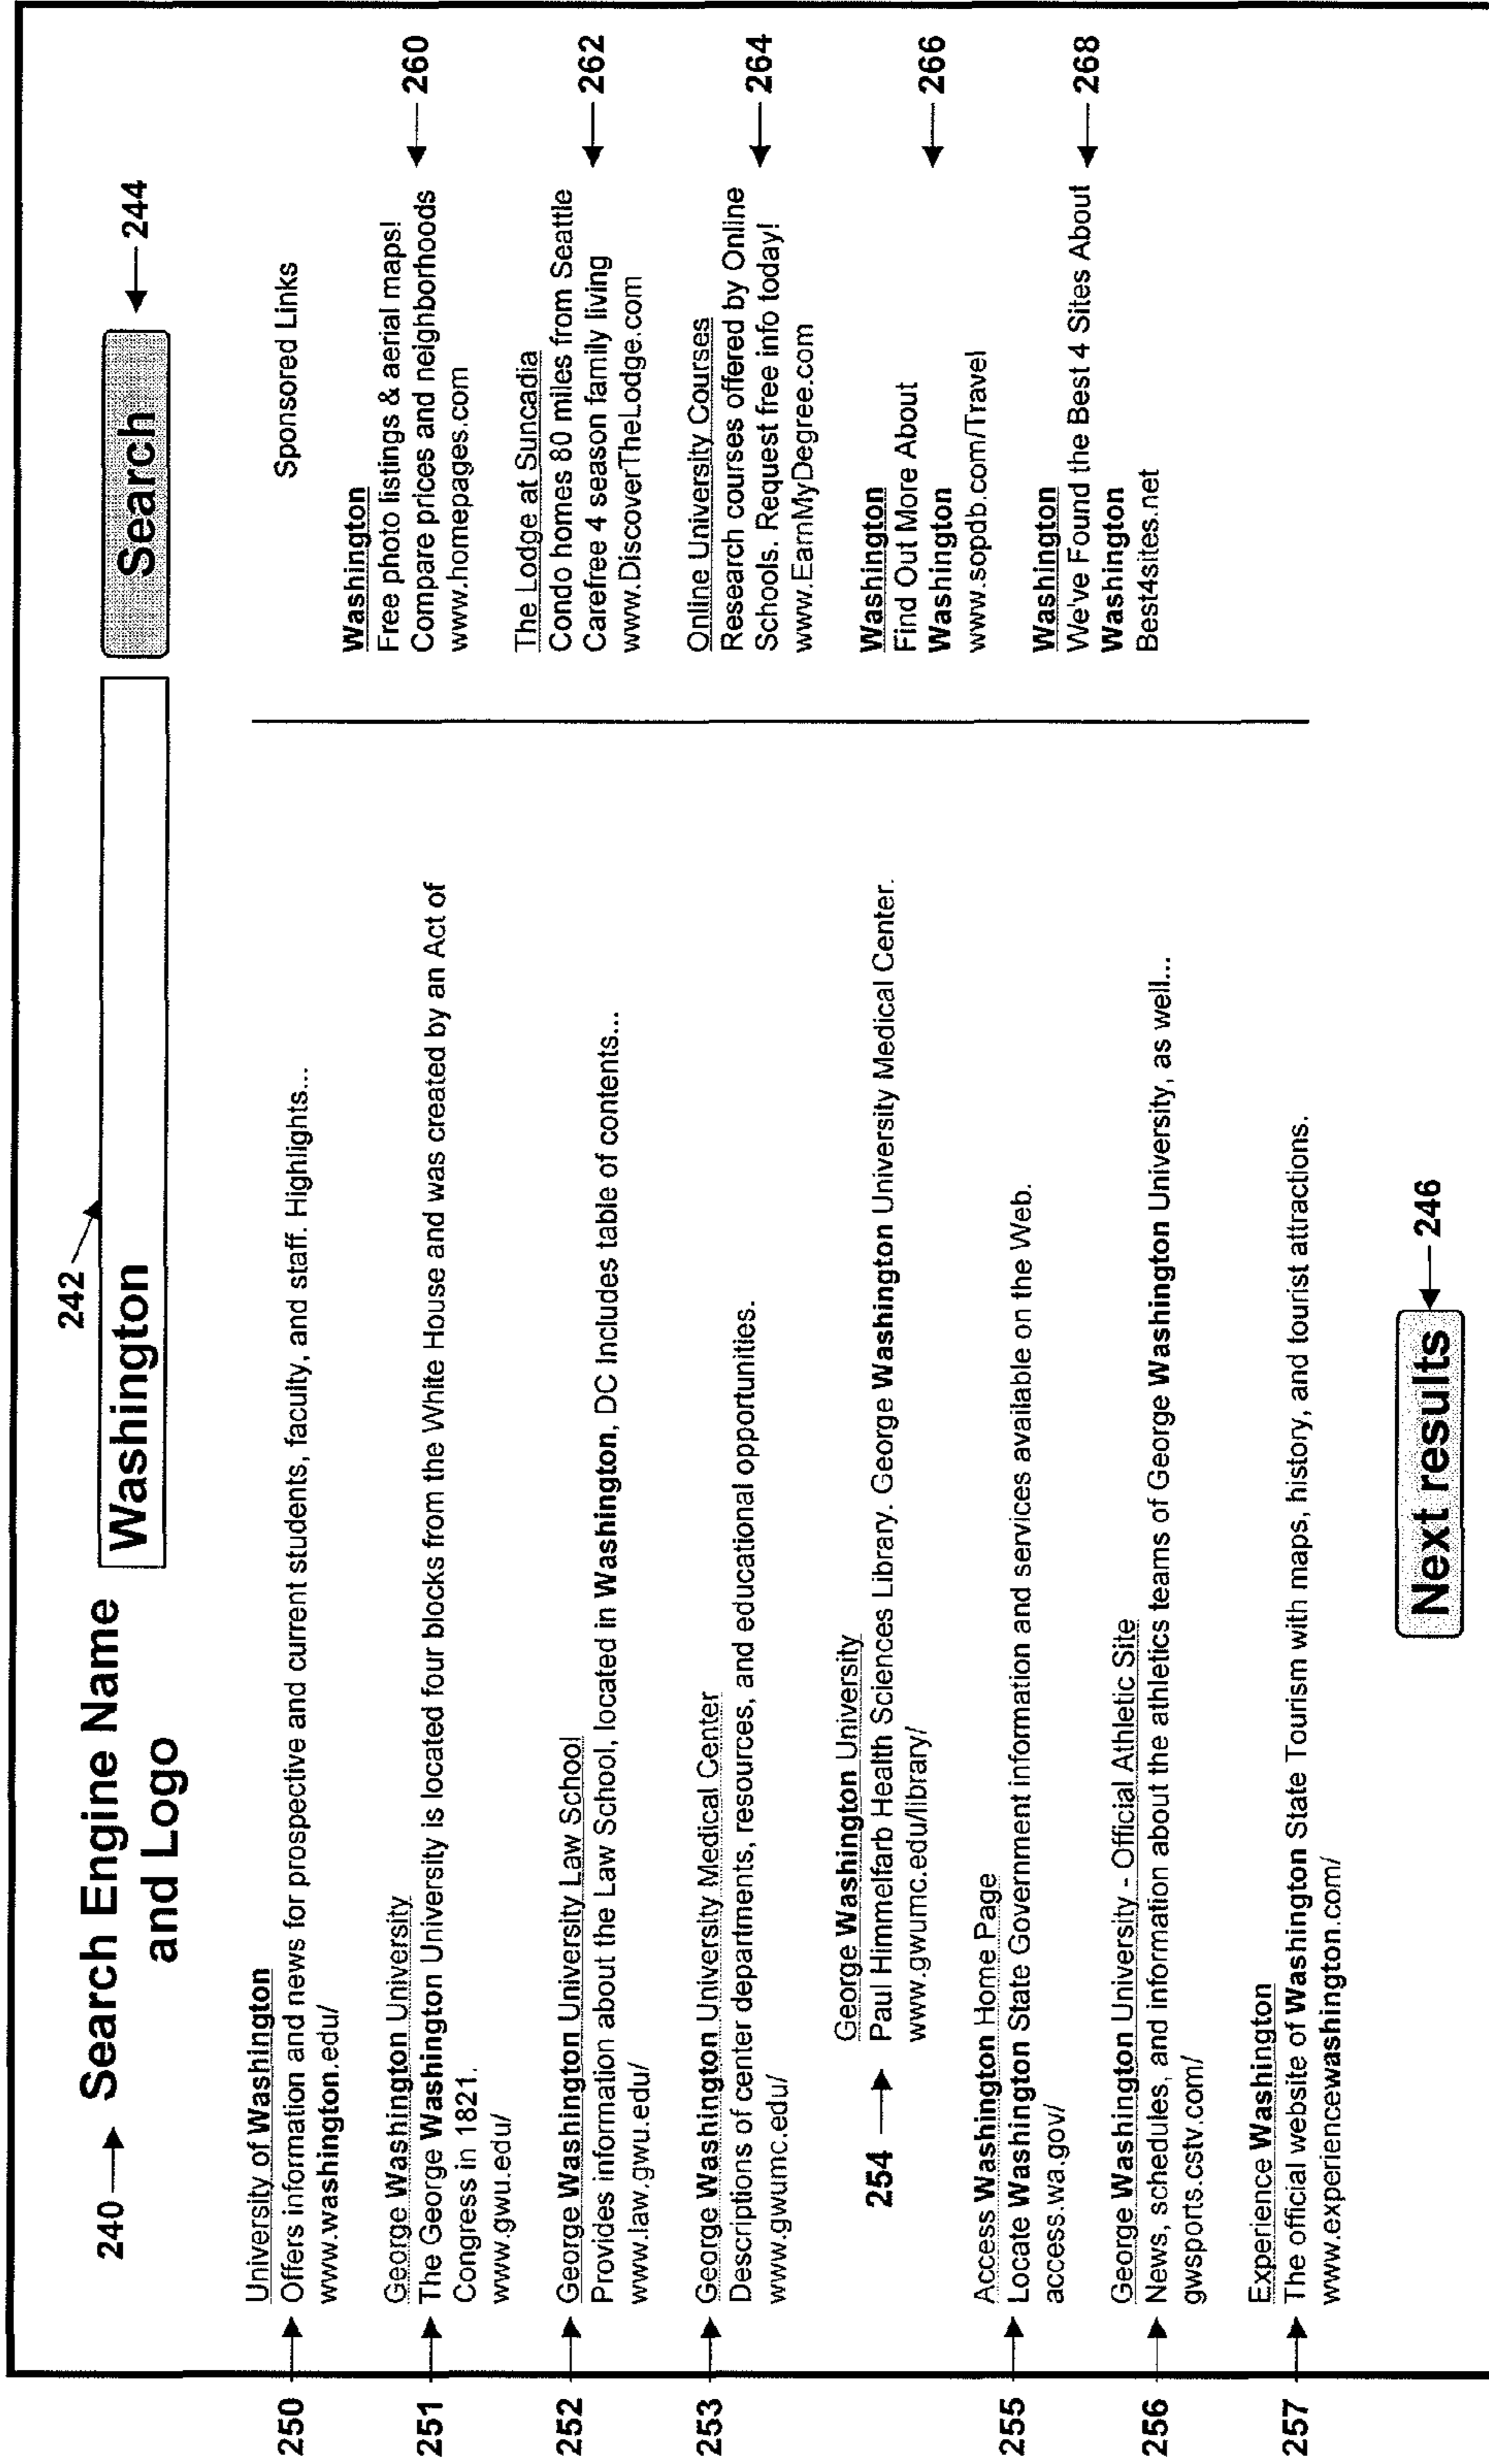 242
240 Search Engine Name
and Logo
Washington
Search
244
250 University of Washington
Offers information and news for prospective and current students, faculty, and staff. Highlights...
www.washington.edu/
251 George Washington University
The George Washington University is located four blocks from the White House and was created by an Act of
Congress in 1821.
www.gwu.edu/
252 George Washington University Law School
Provides information about the Law School, located in Washington, DC Includes table of contents...
www.law.gwu.edu/
253 George Washington University Medical Center
Descriptions of center departments, resources, and educational opportunities.
www.gwumc.edu/
George Washington University
254 Paul Himmelfarb Health Sciences Library. George Washington University Medical Center.
www.gwumc.edu/library/
Access Washington Home Page
255 Locate Washington State Government information and services available on the Web.
access.wa.gov/
George Washington University - Official Athletic Site
256 News, schedules, and information about the athletics teams of George Washington University, as well...
gwsports.cstv.com/
Experience Washington
257 The official website of Washington State Tourism with maps, history, and tourist attractions.
www.experiencewashington.com/
Next results 246
Sponsored Links
Washington
Free photo listings & aerial maps!
Compare prices and neighborhoods 260
www.homepages.com
The Lodge at Suncadia
Condo homes 80 miles from Seattle
Carefree 4 season family living 262
www.DiscoverTheLodge.com
Online University Courses
Research courses offered by Online
Schools. Request free info today! 264
www.EarnMyDegree.com
Washington
Find Out More About
Washington 266
www.sopdb.com/Travel
Washington
We've Found the Best 4 Sites About 268
Washington
Best4sites.net